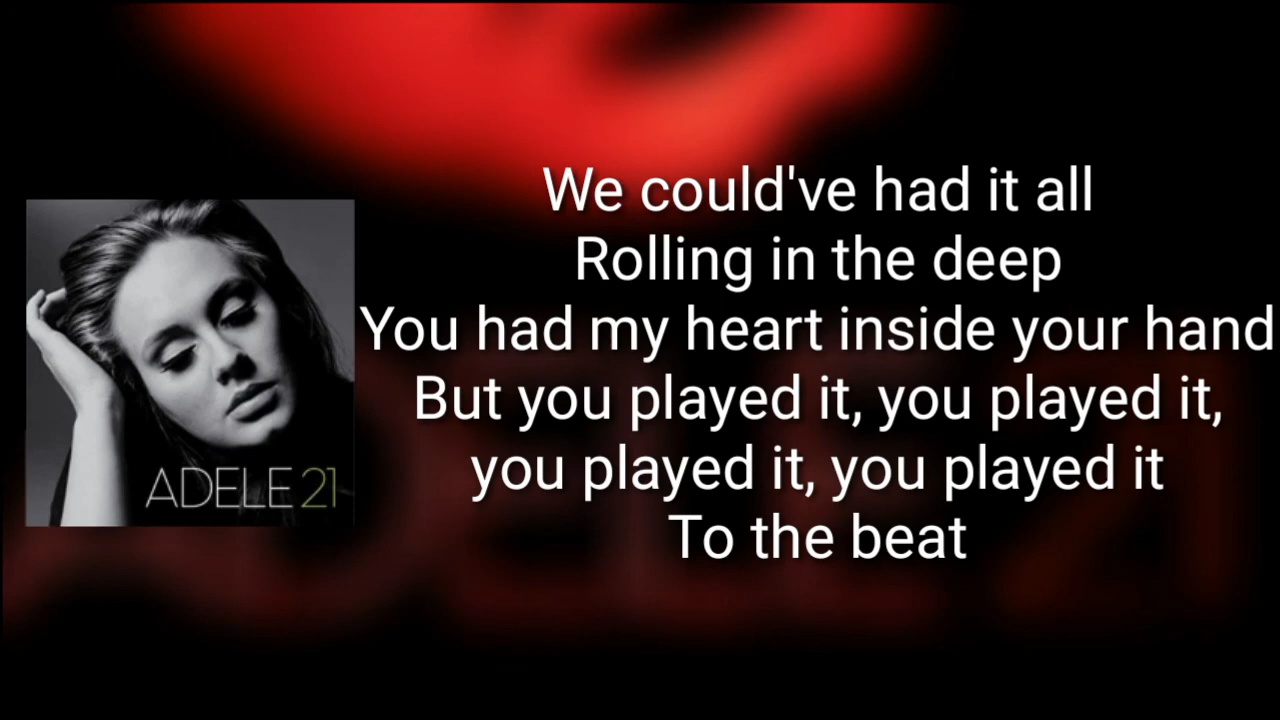 We could've had it all
Rolling in the deep
You had my heart inside your hand
But you played it, you played it,
you played it, you played it
To the beat
ADELE 21